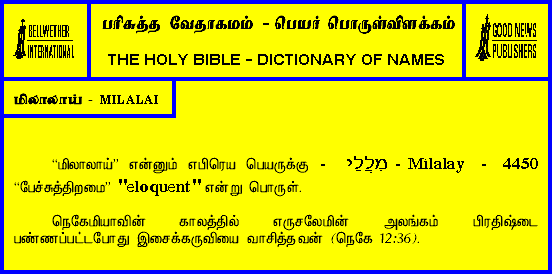 BELLWETHER
INTERNATIONAL
பரிசுத்த வேதாகமம் - பெயர் பொருள்விளக்கம்
THE HOLY BIBLE - DICTIONARY OF NAMES
GOOD NEWS
PUBLISHERS
மிலாலாய் - MILALAI
“மிலாலாய்” என்னும் எபிரெய பெயருக்கு - מִלֲלַי - Milalay - 4450
“பேச்சுத்திறமை” "eloquent" என்று பொருள்.
நெகேமியாவின் காலத்தில் எருசலேமின் அலங்கம் பிரதிஷ்டை
பண்ணப்பட்டபோது இசைக்கருவியை வாசித்தவன் (நெகே 12:36).